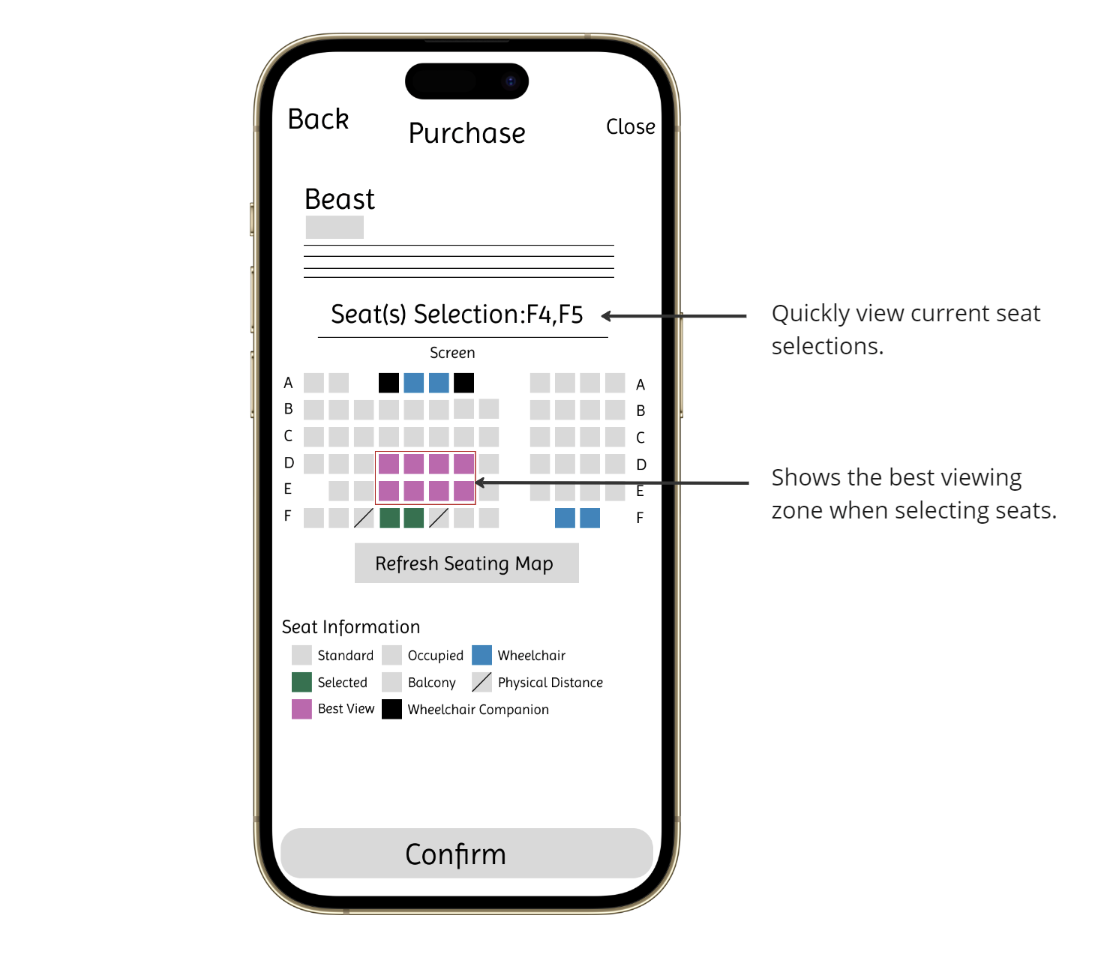 Back
Purchase
Close
Beast
Seat(s) Selection:F4,F5
Quickly view current seat
selections.
Screen
A A
B B
C C
D D
E E
F F
Shows the best viewing
zone when selecting seats.
Refresh Seating Map
Seat Information
Standard Occupied Wheelchair
Selected Balcony Physical Distance
Best View Wheelchair Companion
Confirm